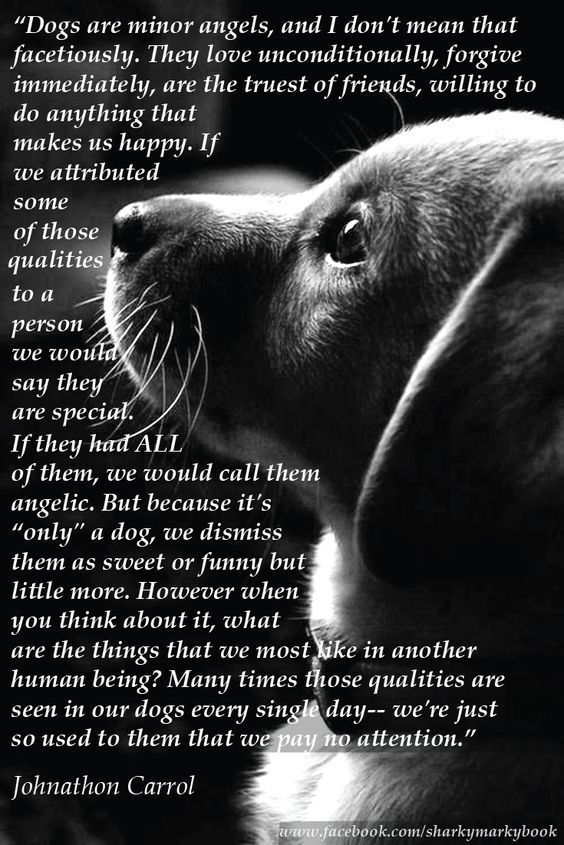 “Dogs are minor angels, and I don't mean that
facetiously. They love unconditionally, forgive
immediately, are the truest of friends, willing to
do anything that
makes us happy. If
we attributed
some
of those
qualities
to a
person
we would
say they
are special.
If they had ALL
of them, we would call them
angelic. But because it's
“only" a dog, we dismiss
them as sweet or funny but
little more. However when
you think about it, what
are the things that we most like in another
human being? Many times those qualities are
seen in our dogs every single day-- we're just
so used to them that we pay no attention.”
Johnathon Carrol
www.facebook.com/sharkymarkybook